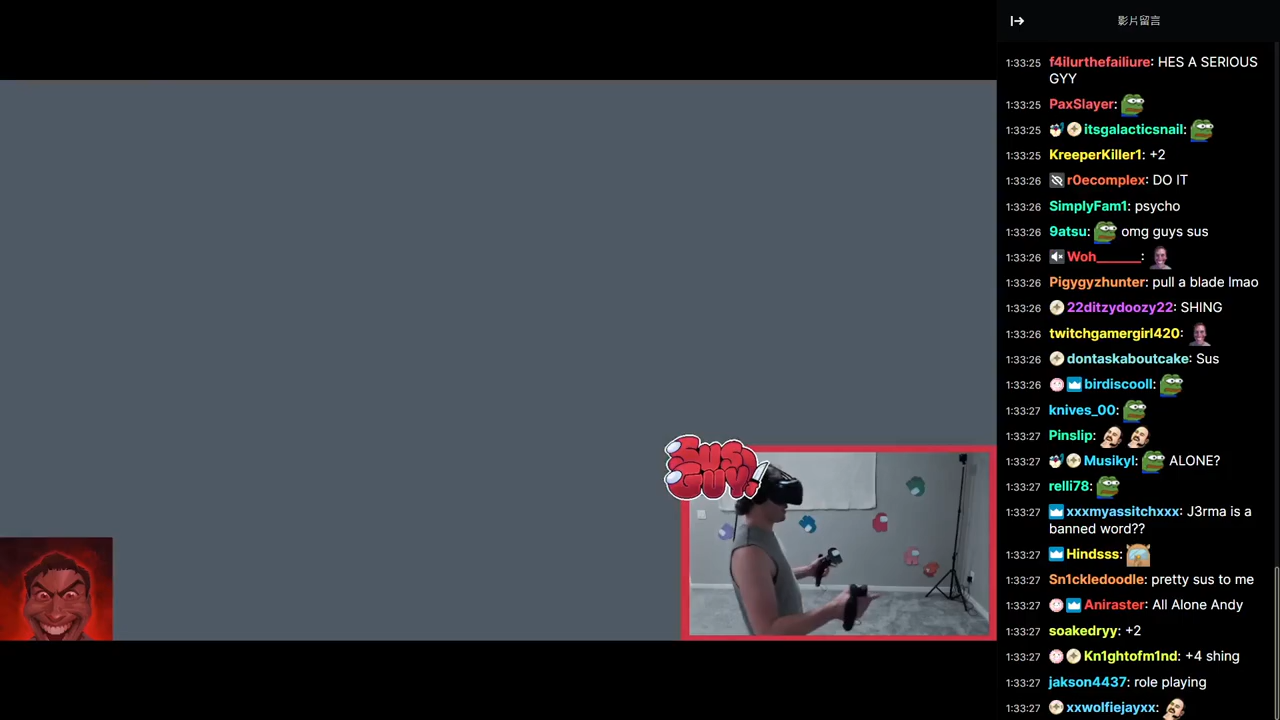 影片留言
1:33:25 f4ilurthefailiure: HES A SERIOUS
GYY
1:33:25 PaxSlayer:
1:33:25 itsgalacticsnail:
1:33:25 KreeperKiller1: +2
1:33:26 r0ecomplex: DO IT
1:33:26 SimplyFam1: psycho
1:33:26 9atsu: omg guys sus
1:33:26 Woh_______:
1:33:26 Pigygyzhunter: pull a blade lmao
1:33:26 22ditzydoozy22: SHING
1:33:26 twitchgamergirl420:
1:33:26 dontaskaboutcake: Sus
1:33:26 birdiscooll:
1:33:27 knives_00:
1:33:27 Pinslip:
1:33:27 Musikyl: ALONE?
1:33:27 relli78:
1:33:27 xxxmyassitchxxx: J3rma is a
banned word??
1:33:27 Hindsss:
1:33:27 Sn1ckledoodle: pretty sus to me
1:33:27 Aniraster: All Alone Andy
1:33:27 soakedryy: +2
1:33:27 Kn1ghtofm1nd: +4 shing
1:33:27 jakson4437: role playing
1:33:27 xxwolfiejayxx:
SUS
GUY!